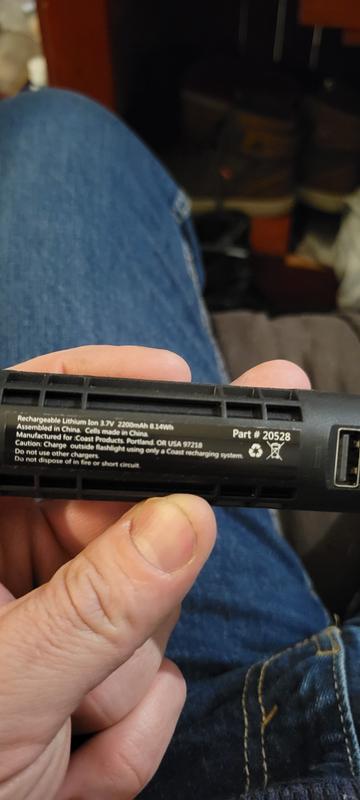 Rechargeable Lithium Ion 3.7V 2200mAh 8.14Wh
Assembled in China. Cells made in China.
Manufactured for :Coast Products. Portland. OR USA 97218
Caution: Charge outside flashlight using only a Coast recharging system.
Do not use other chargers.
Do not dispose of in fire or short circuit.
Part # 20528